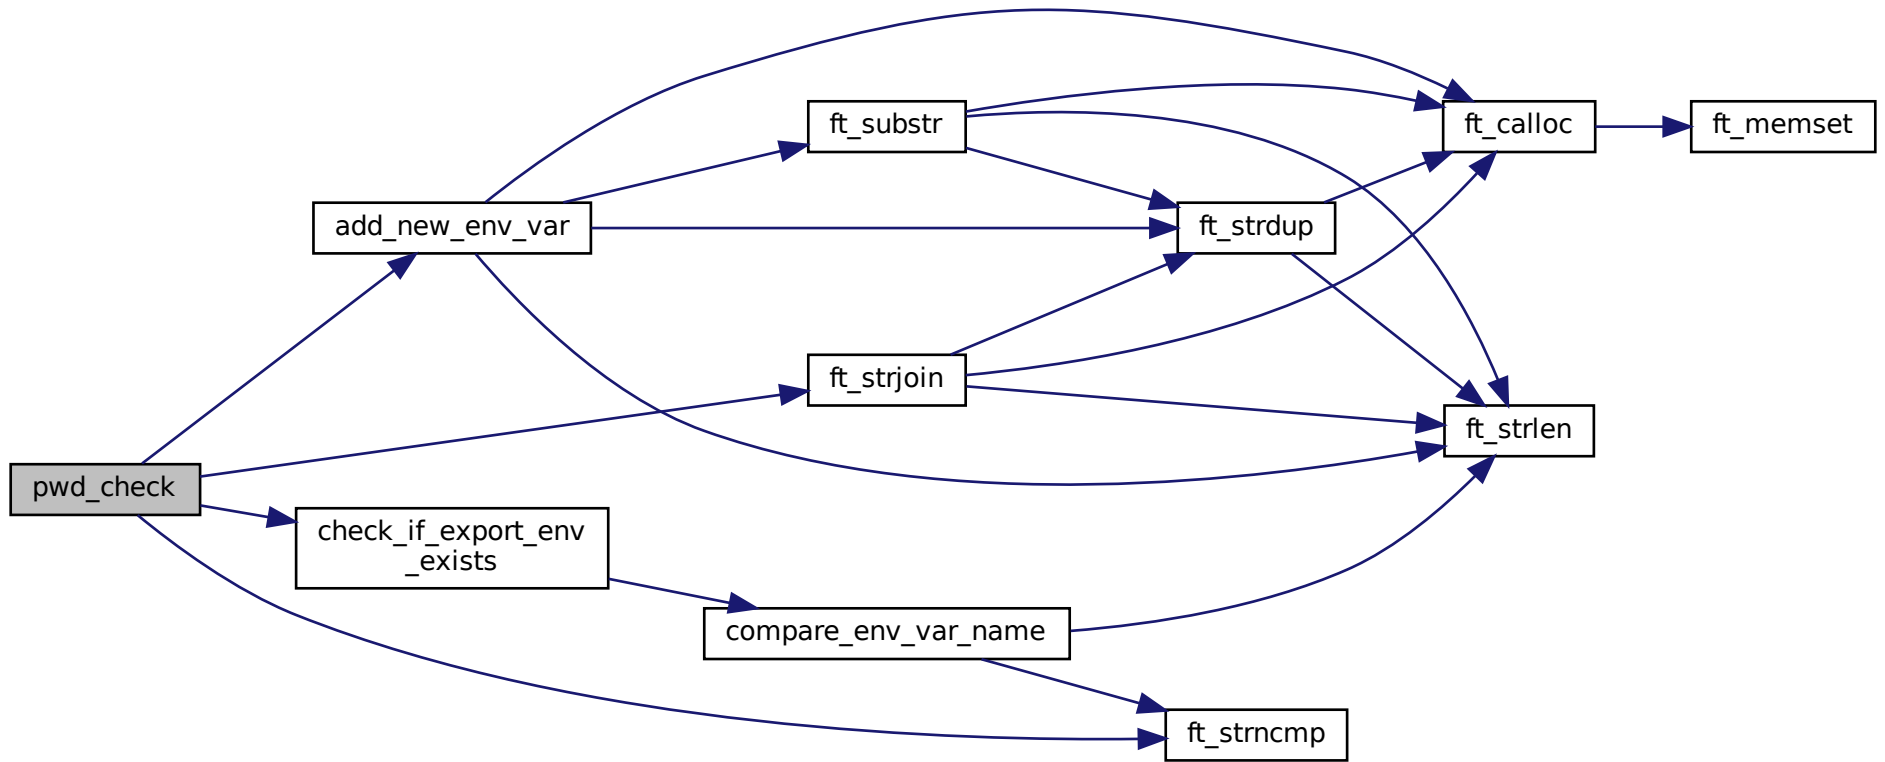 ft_substr
ft_calloc
ft_memset
add_new_env_var
ft_strdup
ft_strjoin
ft_strlen
pwd_check
check_if_export_env
_exists
compare_env_var_name
ft_strncmp